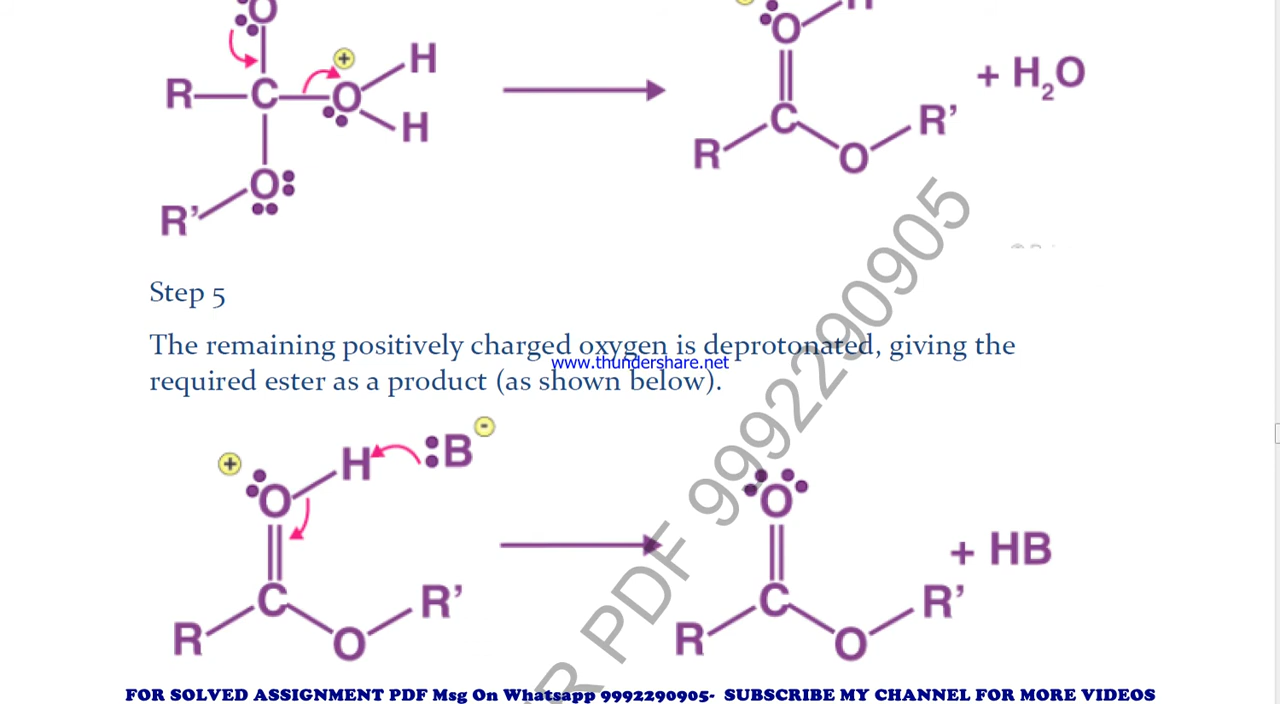 O
H
R C O
H
O
R'
H
O
C
R O R'
+ H₂O
Step 5
The remaining positively charged oxygen is deprotonated, giving the
www.thundershare.net
required ester as a product (as shown below).
+ H :B -
O
C R'
R O
O
C R'
R O
+ HB
R PDF 9992290905
FOR SOLVED ASSIGNMENT PDF Msg On Whatsapp 9992290905- SUBSCRIBE MY CHANNEL FOR MORE VIDEOS